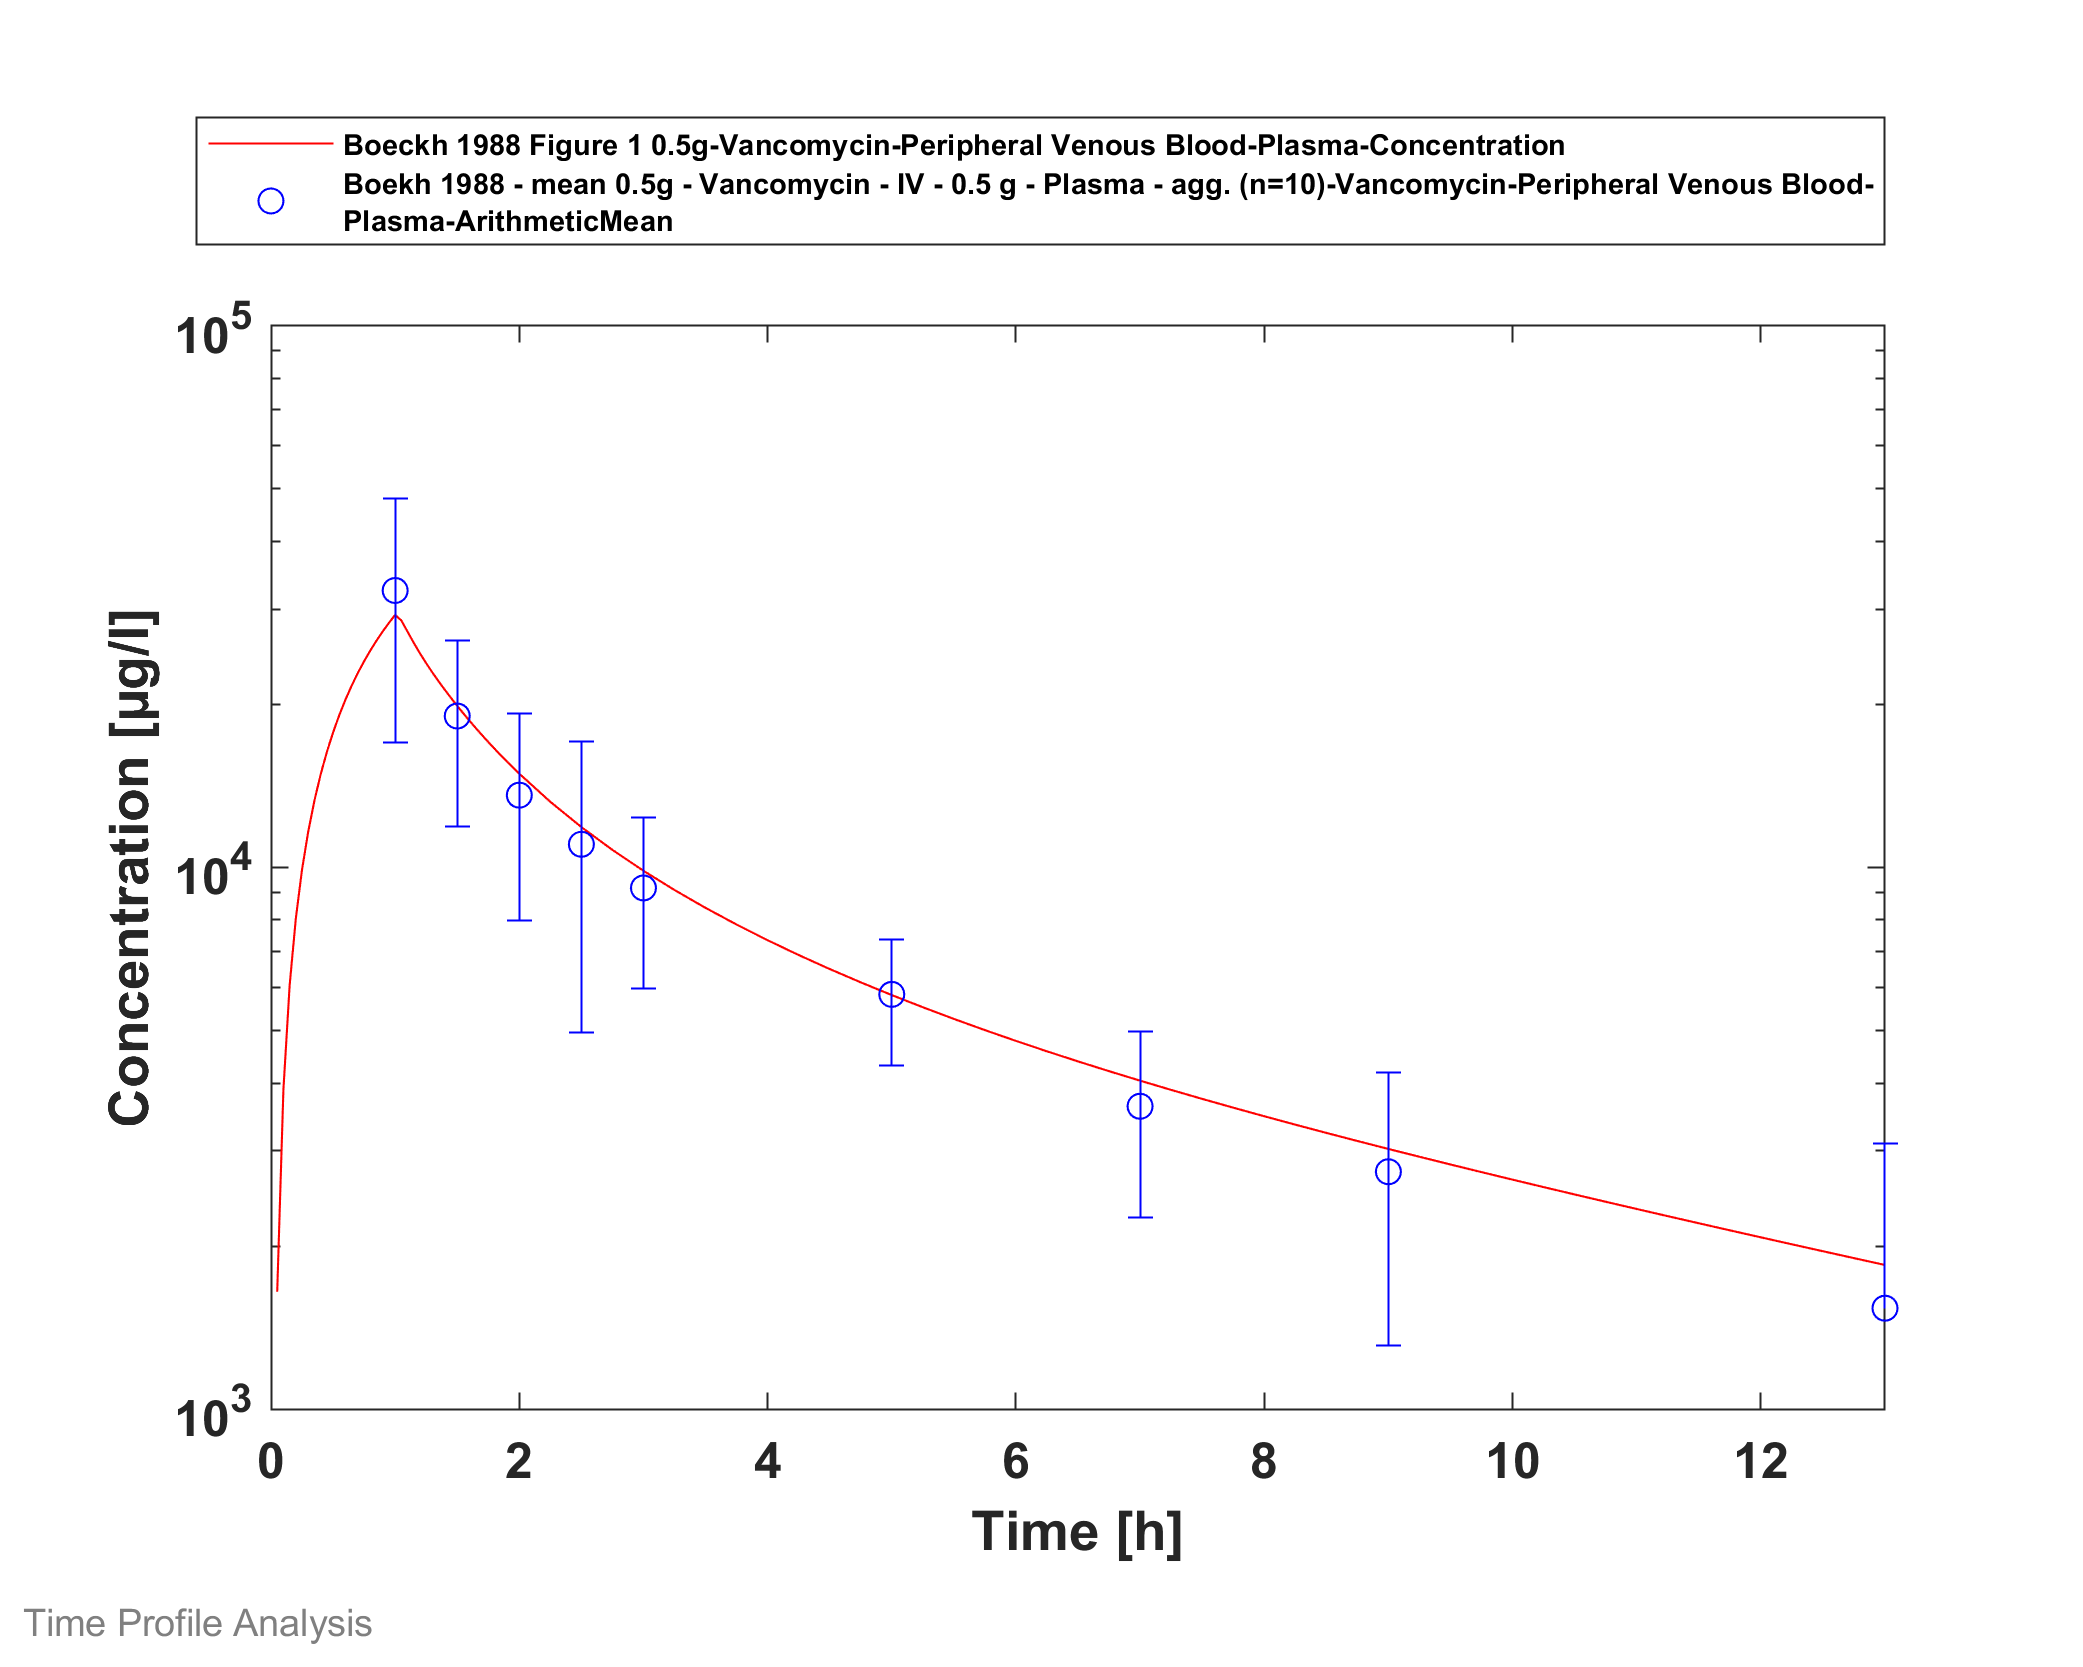 Boeckh 1988 Figure 1 0.5g-Vancomycin-Peripheral Venous Blood-Plasma-Concentration
Boekh 1988 - mean 0.5g - Vancomycin - IV - 0.5 g - Plasma - agg. (n=10)-Vancomycin-Peripheral Venous Blood-
Plasma-ArithmeticMean
10^5
10^4
10^3
Concentration [µg/l]
0 2 4 6 8 10 12
Time [h]
Time Profile Analysis